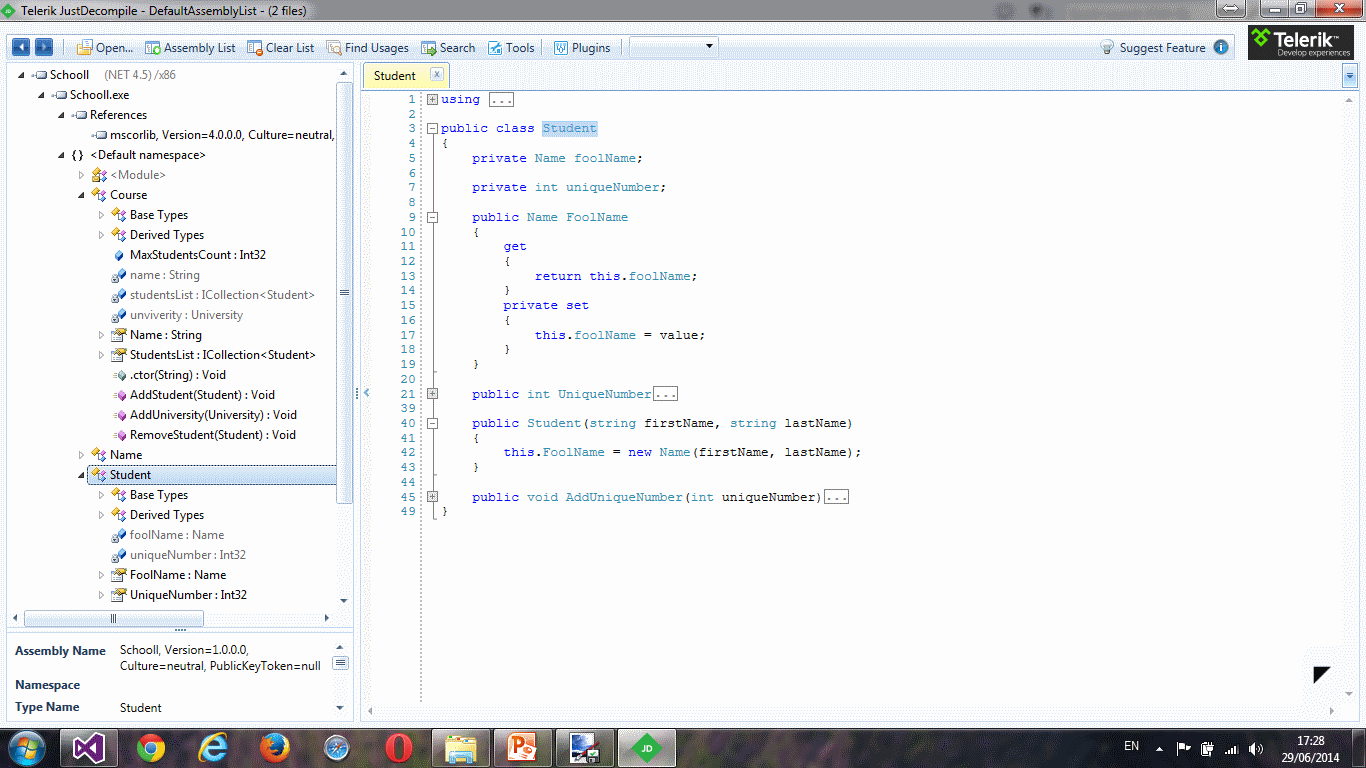 Telerik JustDecompile - DefaultAssemblyList - (2 files)
Open... Assembly List Clear List Find Usages Search Tools Plugins Suggest Feature
Telerik™
Develop experiences
Schooll (NET 4.5) /x86
Schooll.exe
References
mscorlib, Version=4.0.0.0, Culture=neutral,
{} <Default namespace>
<Module>
Course
Base Types
Derived Types
MaxStudentsCount : Int32
name : String
studentsList : ICollection<Student>
unviverity : University
Name : String
StudentsList : ICollection<Student>
.ctor(String) : Void
AddStudent(Student) : Void
AddUniversity(University) : Void
RemoveStudent(Student) : Void
Name
Student
Base Types
Derived Types
foolName : Name
uniqueNumber : Int32
FoolName : Name
UniqueNumber : Int32
Assembly Name Schooll, Version=1.0.0.0,
Culture=neutral, PublicKeyToken=null
Namespace
Type Name Student
Student x
1 using ...
2
3 public class Student
4 {
5 private Name foolName;
6
7 private int uniqueNumber;
8
9 public Name FoolName
10 {
11 get
12 {
13 return this.foolName;
14 }
15 private set
16 {
17 this.foolName = value;
18 }
19 }
20
21 public int UniqueNumber...
39
40 public Student(string firstName, string lastName)
41 {
42 this.FoolName = new Name(firstName, lastName);
43 }
44
45 public void AddUniqueNumber(int uniqueNumber)...
49 }
JD
EN
17:28
29/06/2014